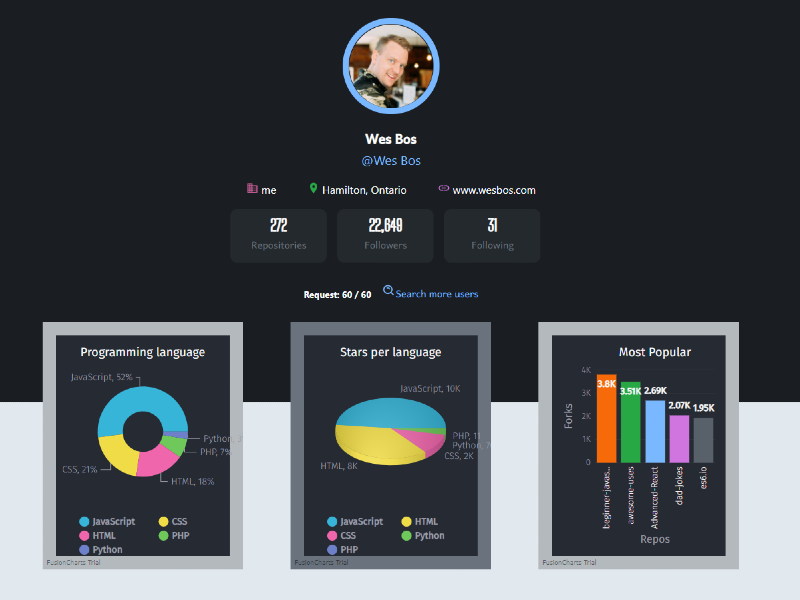 Wes Bos
@Wes Bos
me Hamilton, Ontario www.wesbos.com
272 22,649 31
Repositories Followers Following
Request: 60 / 60 Search more users
Programming language
JavaScript, 52%
Python,
PHP, 7%
CSS, 21%
HTML, 18%
JavaScript CSS
HTML PHP
Python
FusionCharts Trial
Stars per language
JavaScript, 10K
PHP, 11
Python,
CSS, 2K
HTML, 8K
JavaScript HTML
CSS Python
PHP
FusionCharts Trial
Most Popular
4K
3K
2K
1K
0
Forks
3.8K 3.51K 2.69K 2.07K 1.95K
beginner-javas...
awesome-uses
Advanced-React
dad-jokes
es6.io
Repos
FusionCharts Trial